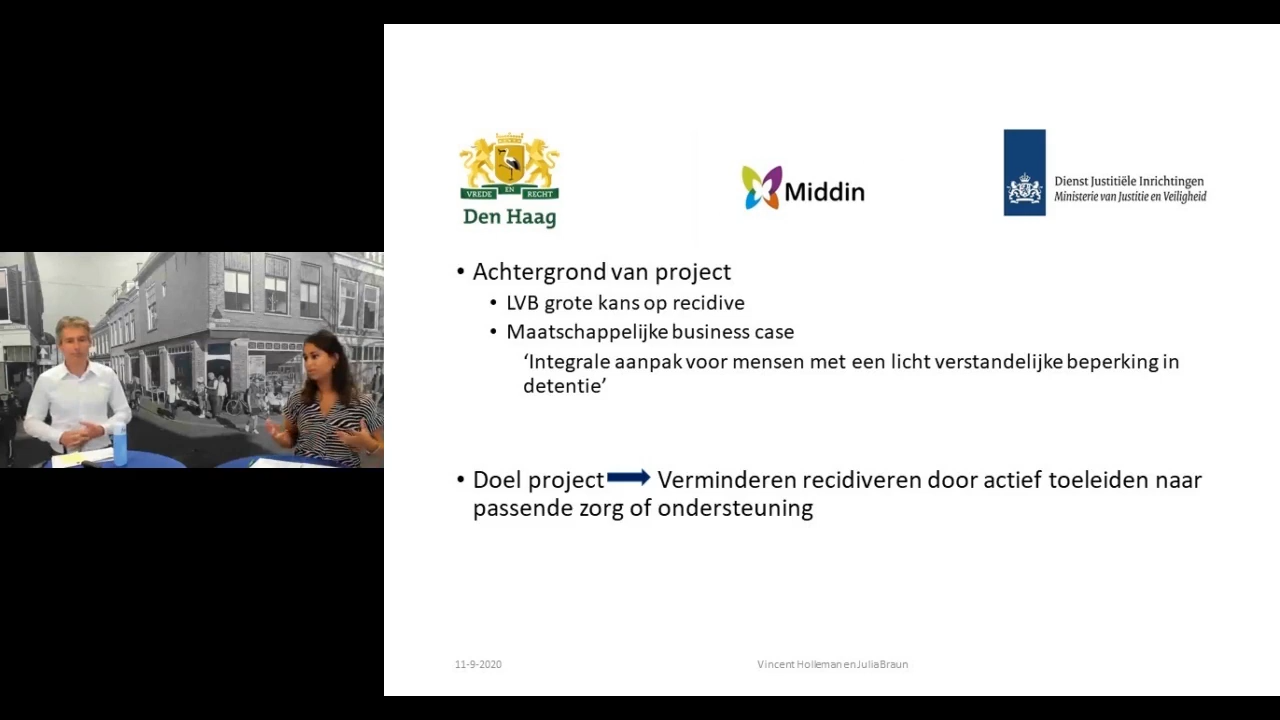 VREDE EN RECHT
Den Haag
Middin
Dienst Justitiële Inrichtingen
Ministerie van Justitie en Veiligheid
• Achtergrond van project
• LVB grote kans op recidive
• Maatschappelijke business case
‘Integrale aanpak voor mensen met een licht verstandelijke beperking in
detentie’
• Doel project Verminderen recidiveren door actief toeleiden naar
passende zorg of ondersteuning
11-9-2020
Vincent Holleman en Julia Braun